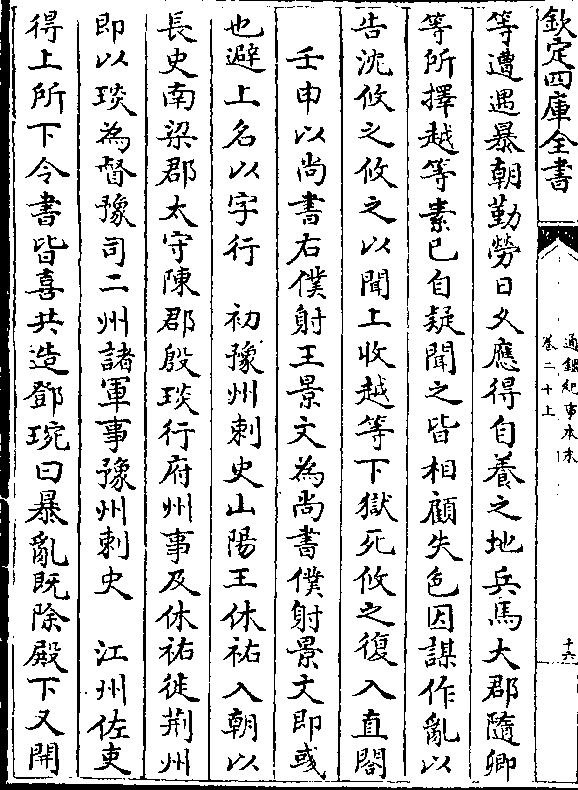 欽定四庫全書
通鑑紀事本末
卷二十上
十六
等遭遇暴朝勤勞日久應得自養之地兵馬大郡隨卿
等所擇越等素已自疑聞之皆相顧失色因謀作亂以
告沈攸之攸之以聞上收越等下獄死攸之復入直閤
壬申以尚書右僕射王景文為尚書僕射景文即彧
也避上名以字行　初豫州刺史山陽王休祐入朝以
長史南梁郡太守陳郡殷琰行府州事及休祐徙荆州
即以琰為督豫司二州諸軍事豫州刺史　江州佐吏
得上所下令書皆喜共造鄧琬曰暴亂既除殿下又開